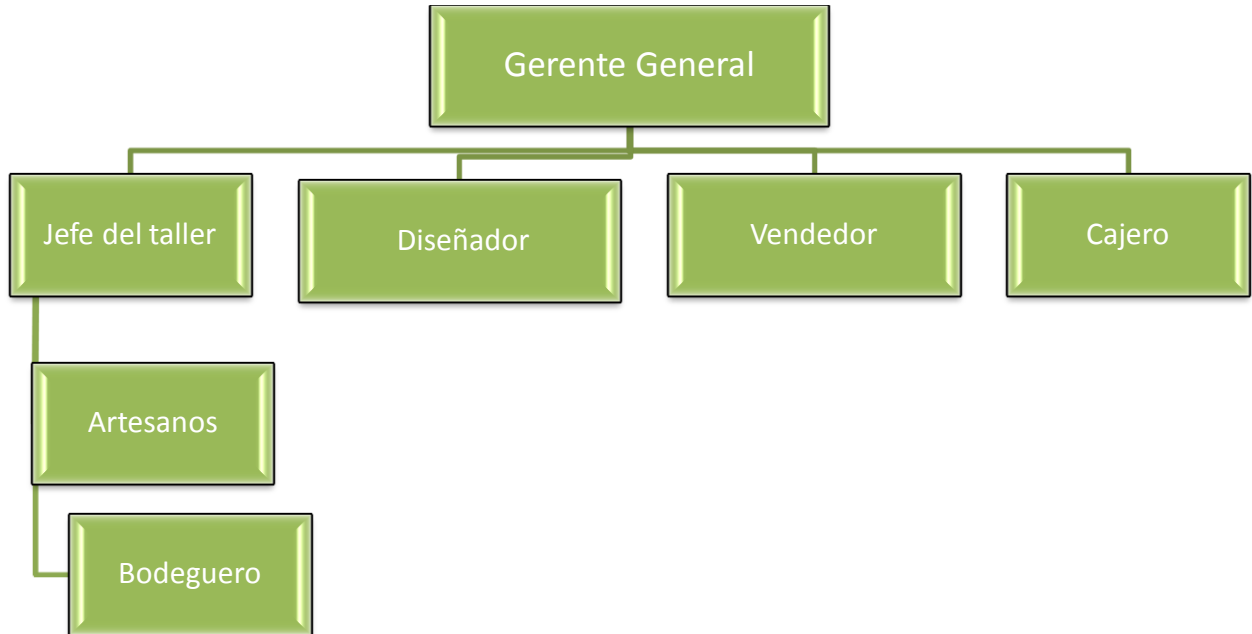 Gerente General
Jefe del taller
Diseñador
Vendedor
Cajero
Artesanos
Bodeguero